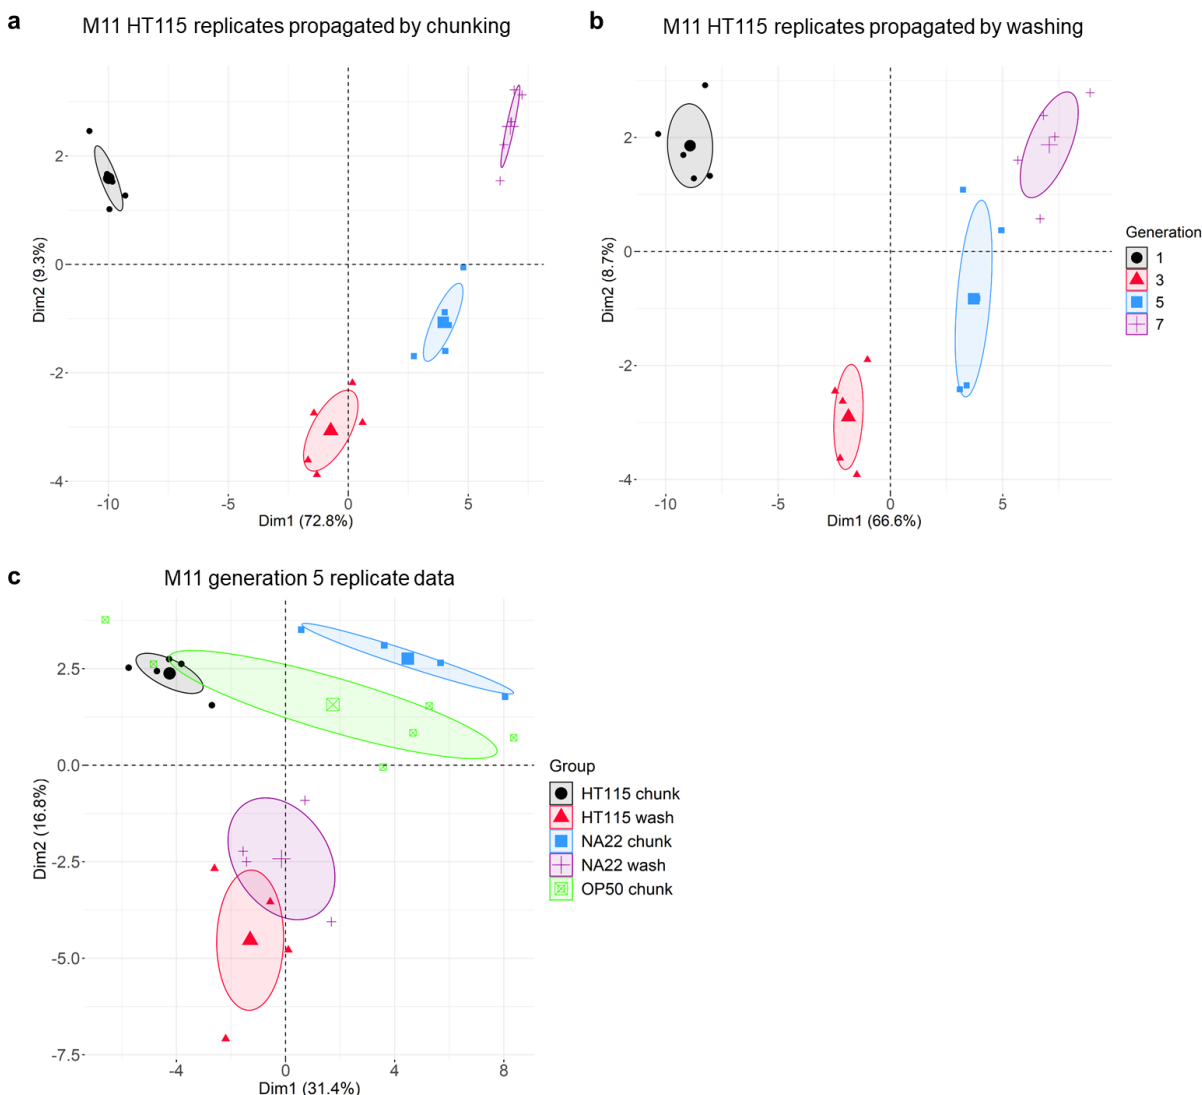 a
M11 HT115 replicates propagated by chunking
2
0
-2
-4
Dim2 (9.3%)
-10
-5
0
5
Dim1 (72.8%)
b
M11 HT115 replicates propagated by washing
2
0
-2
-4
Dim2 (8.7%)
-10
-5
0
5
Dim1 (66.6%)
Generation
1
3
5
7
c
M11 generation 5 replicate data
2.5
0.0
-2.5
-5.0
-7.5
Dim2 (16.8%)
-4
0
4
8
Dim1 (31.4%)
Group
HT115 chunk
HT115 wash
NA22 chunk
NA22 wash
OP50 chunk